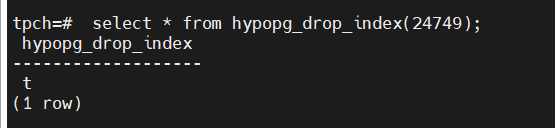 tpch=#  select * from hypopg_drop_index(24749);
 hypopg_drop_index
-------------------
 t
(1 row)